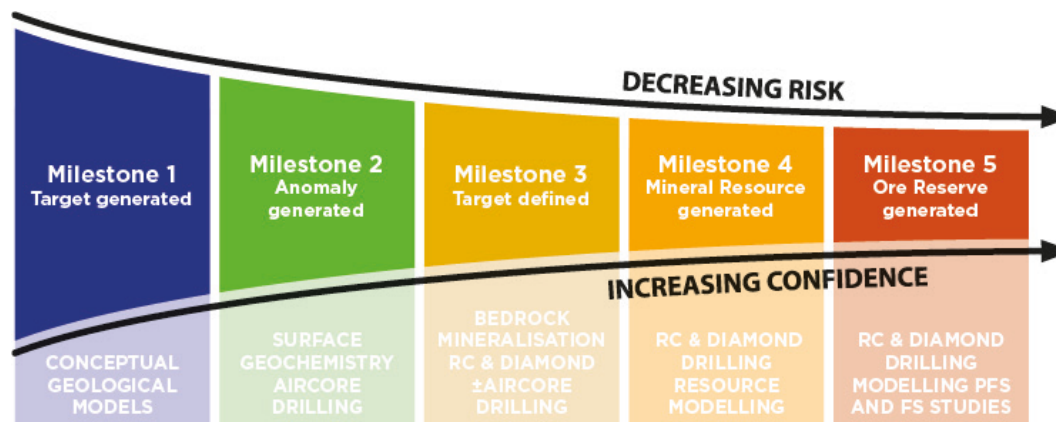 DECREASING RISK
Milestone 1
Target generated
Milestone 2
Anomaly
generated
Milestone 3
Target defined
Milestone 4
Mineral Resource
generated
Milestone 5
Ore Reserve
generated
INCREASING CONFIDENCE
CONCEPTUAL
GEOLOGICAL
MODELS
SURFACE
GEOCHEMISTRY
AIRCORE
DRILLING
BEDROCK
MINERALISATION
RC & DIAMOND
±AIRCORE
DRILLING
RC & DIAMOND
DRILLING
RESOURCE
MODELLING
RC & DIAMOND
DRILLING
MODELLING PFS
AND FS STUDIES